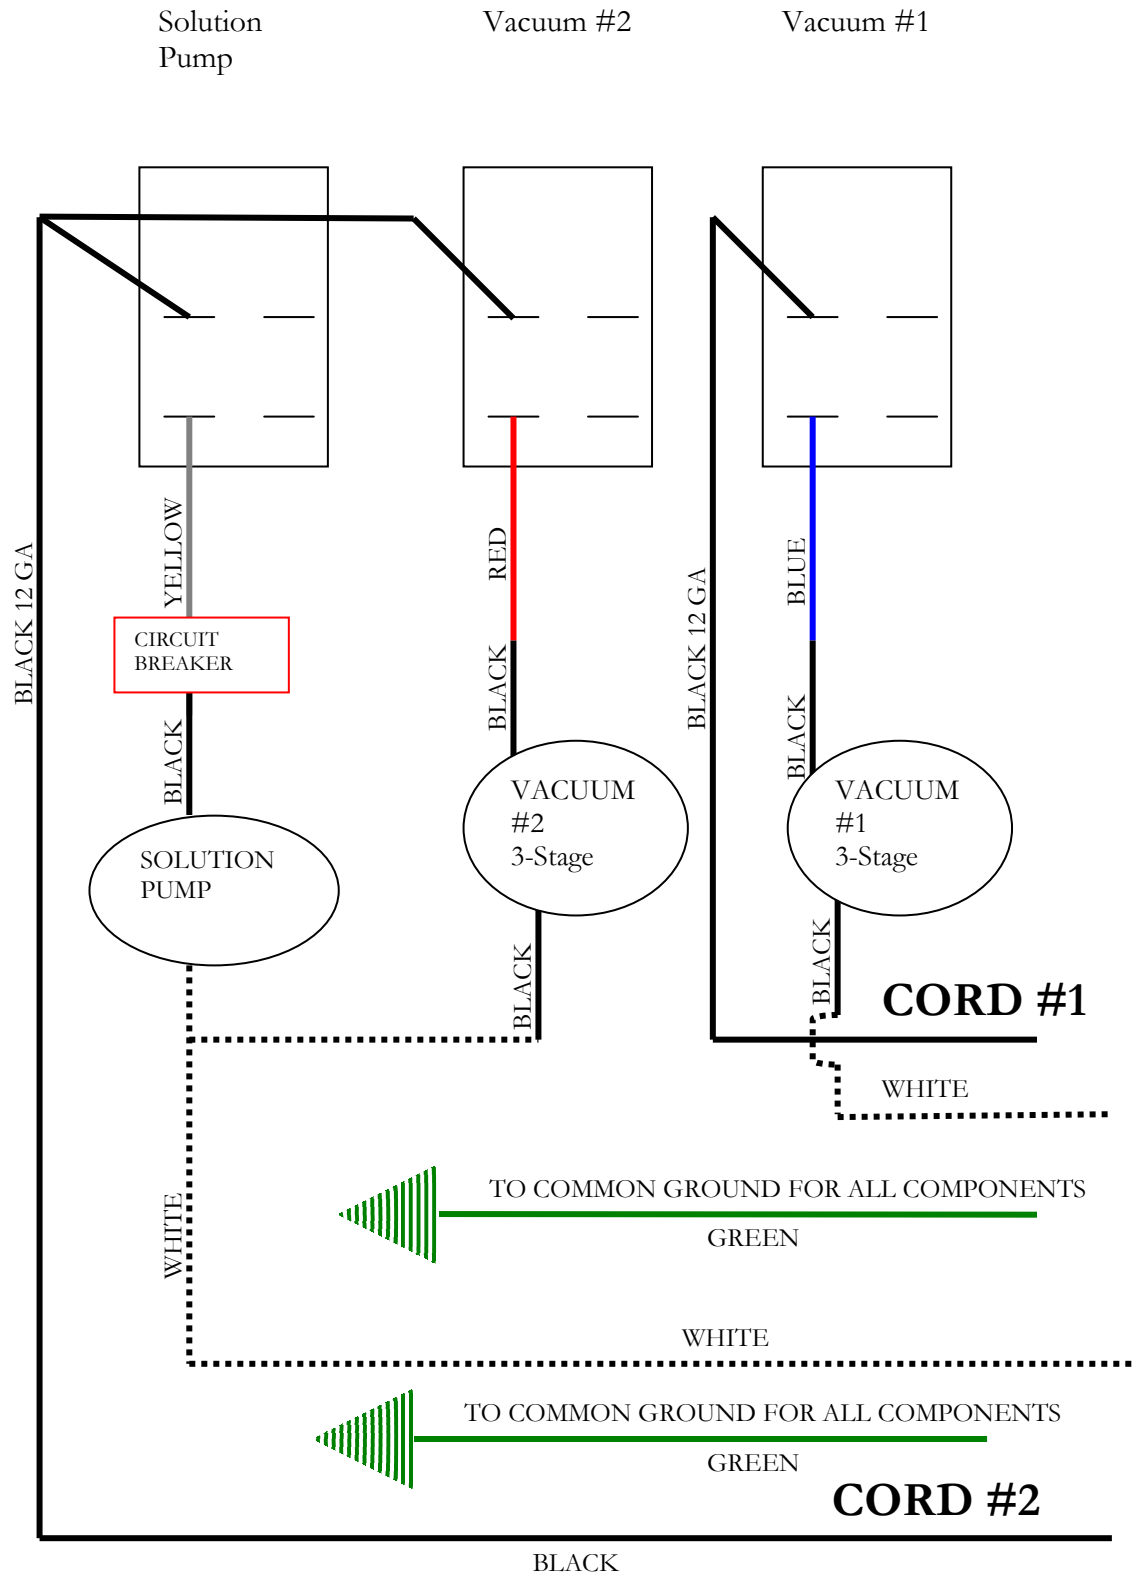 Solution
Pump
Vacuum #2
Vacuum #1
YELLOW
RED
BLUE
BLACK 12 GA
BLACK 12 GA
CIRCUIT
BREAKER
BLACK
BLACK
BLACK
VACUUM
#2
3-Stage
VACUUM
#1
3-Stage
SOLUTION
PUMP
BLACK
BLACK
CORD #1
WHITE
TO COMMON GROUND FOR ALL COMPONENTS
GREEN
WHITE
WHITE
TO COMMON GROUND FOR ALL COMPONENTS
GREEN
CORD #2
BLACK